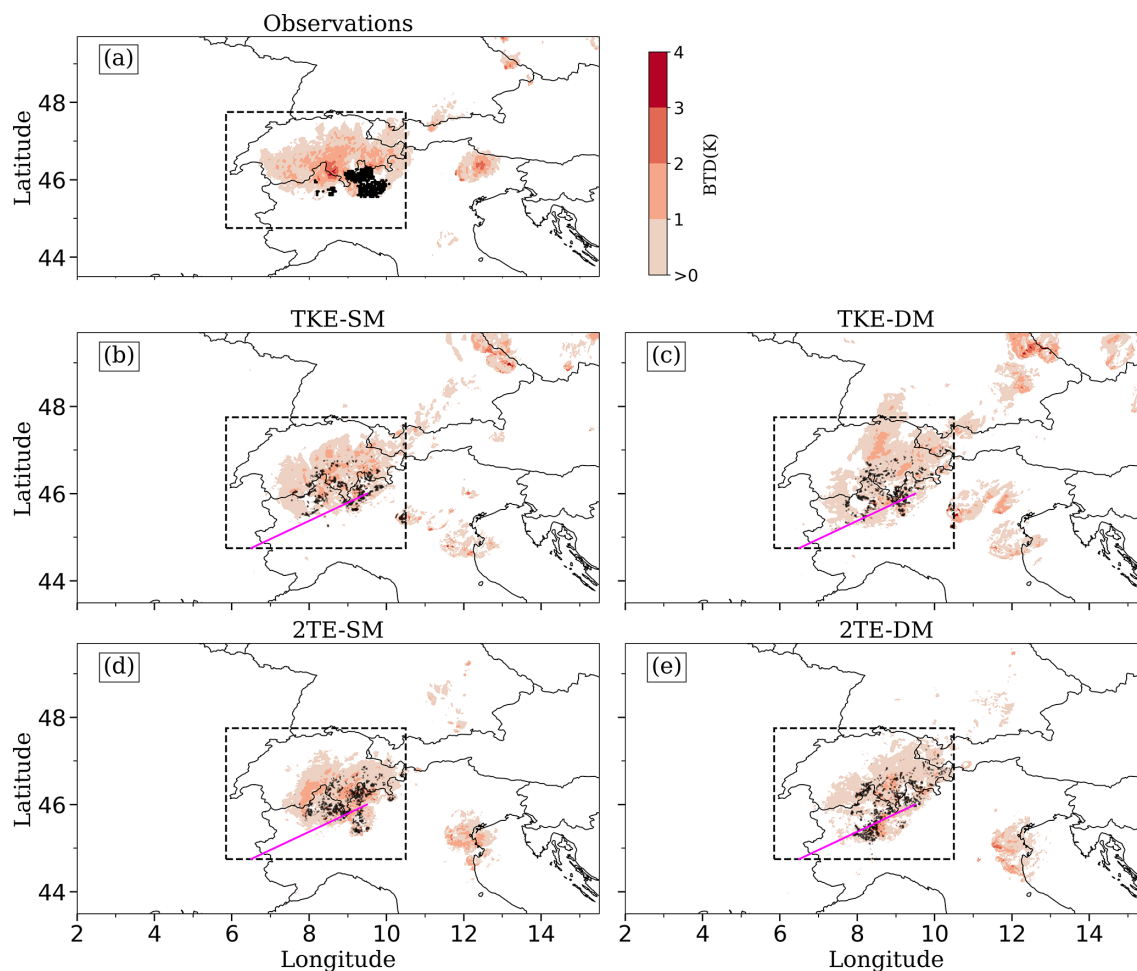 Observations
(a)
Latitude
48
46
44
4
3
2
1
>0
BTD(K)
TKE-SM
TKE-DM
(b)
(c)
Latitude
48
46
44
2TE-SM
2TE-DM
(d)
(e)
Latitude
48
46
44
2 4 6 8 10 12 14
2 4 6 8 10 12 14
Longitude
Longitude